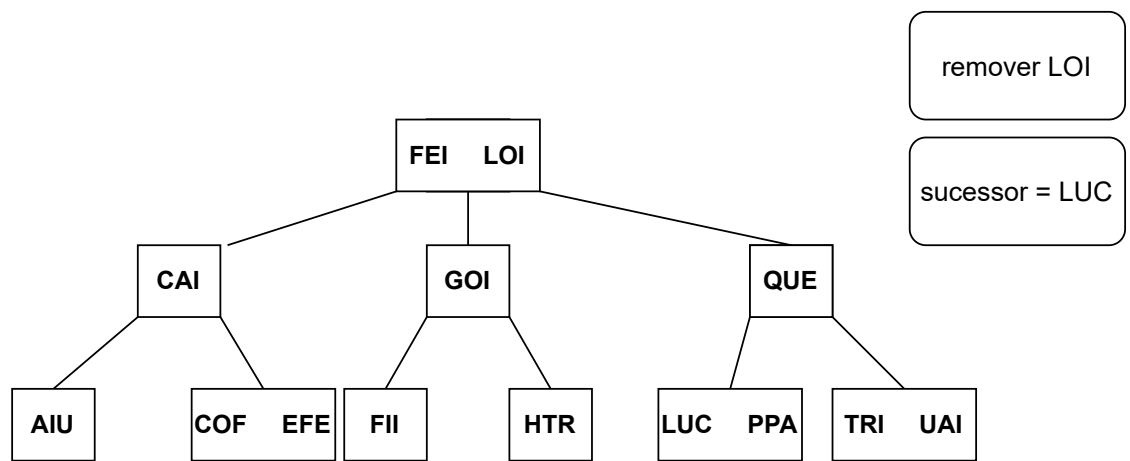 remover LOI
FEI LOI
sucessor = LUC
CAI GOI QUE
AIU COF EFE FII HTR LUC PPA TRI UAI